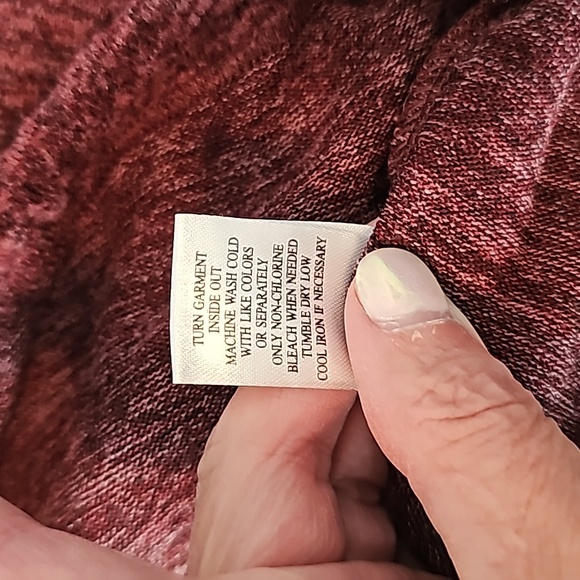 TURN GARMENT
INSIDE OUT
MACHINE WASH COLD
WITH LIKE COLORS
OR SEPARATELY
ONLY NON-CHLORINE
BLEACH WHEN NEEDED
TUMBLE DRY LOW
COOL IRON IF NECESSARY